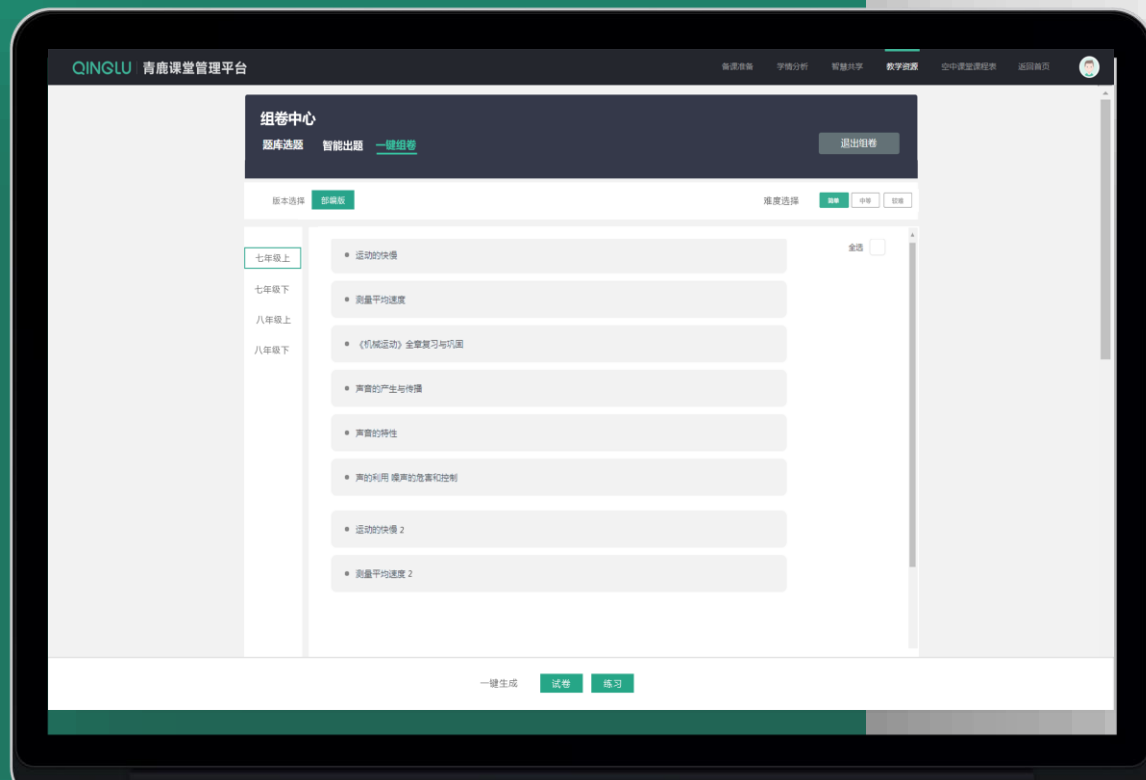 QINGLU 青鹿课堂管理平台
备课准备 学情分析 智慧共享 教学资源 空中课堂课程表 返回首页
组卷中心
题库选题 智能出题 一键组卷
退出组卷
版本选择 部编版
难度选择 简单 中等 较难
七年级上
七年级下
八年级上
八年级下
全选
运动的快慢
测量平均速度
《机械运动》全章复习与巩固
声音的产生与传播
声音的特性
声的利用 噪声的危害和控制
运动的快慢 2
测量平均速度 2
一键生成 试卷 练习